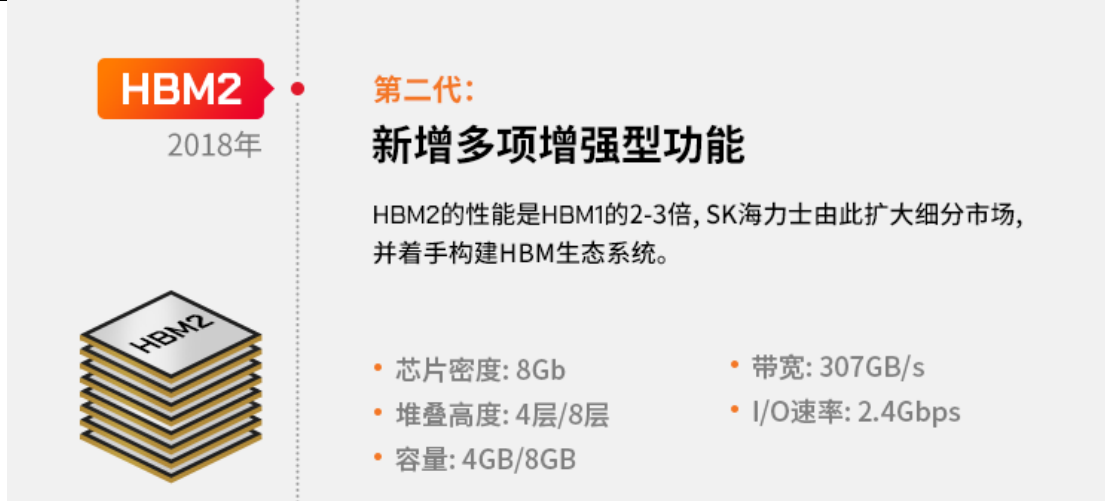 HBM2
2018年
第二代：
新增多项增强型功能
HBM2的性能是HBM1的2-3倍, SK海力士由此扩大细分市场,
并着手构建HBM生态系统。
HBM2
• 芯片密度: 8Gb
• 堆叠高度: 4层/8层
• 容量: 4GB/8GB
• 带宽: 307GB/s
• I/O速率: 2.4Gbps